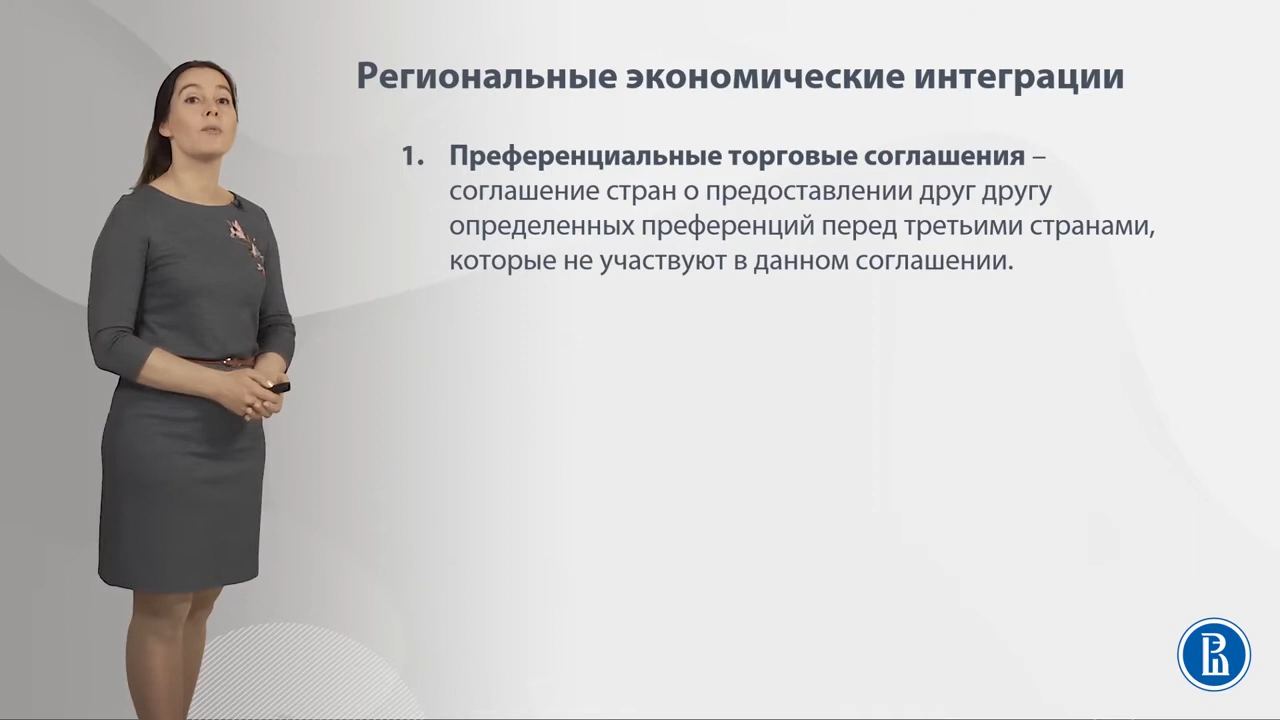 Региональные экономические интеграции
1. Преференциальные торговые соглашения –
соглашение стран о предоставлении друг другу
определенных преференций перед третьими странами,
которые не участвуют в данном соглашении.